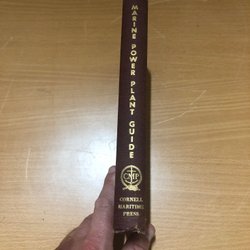 MARINE POWER PLANT GUIDE
CMP
CORNELL
MARITIME
PRESS